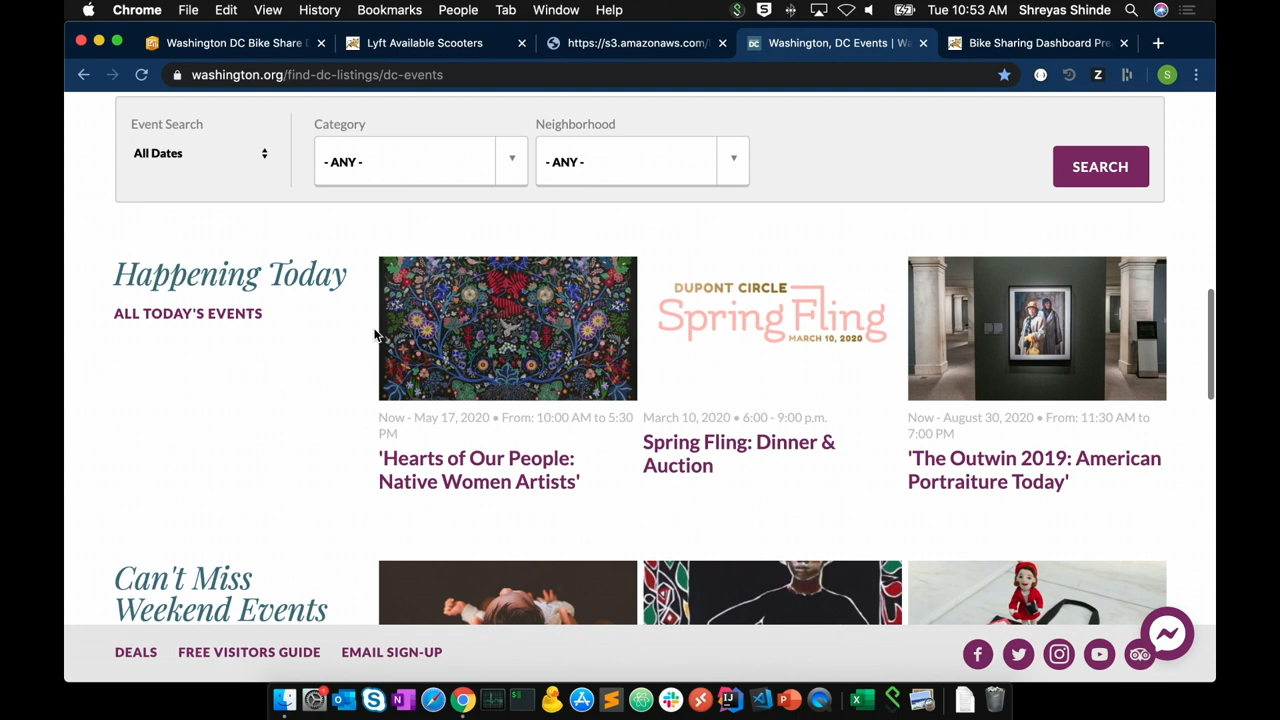 Chrome File Edit View History Bookmarks People Tab Window Help Tue 10:53 AM Shreyas Shinde
Washington DC Bike Share D Lyft Available Scooters https://s3.amazonaws.com/ Washington, DC Events | Wa Bike Sharing Dashboard Pre
washington.org/find-dc-listings/dc-events Z S
Event Search Category Neighborhood
All Dates - ANY - - ANY - SEARCH
Happening Today
ALL TODAY'S EVENTS
DUPONT CIRCLE
Spring Fling
MARCH 10, 2020
Now - May 17, 2020 • From: 10:00 AM to 5:30
PM
'Hearts of Our People:
Native Women Artists'
March 10, 2020 • 6:00 - 9:00 p.m.
Spring Fling: Dinner &
Auction
Now - August 30, 2020 • From: 11:30 AM to
7:00 PM
'The Outwin 2019: American
Portraiture Today'
Can't Miss
Weekend Events
DEALS FREE VISITORS GUIDE EMAIL SIGN-UP